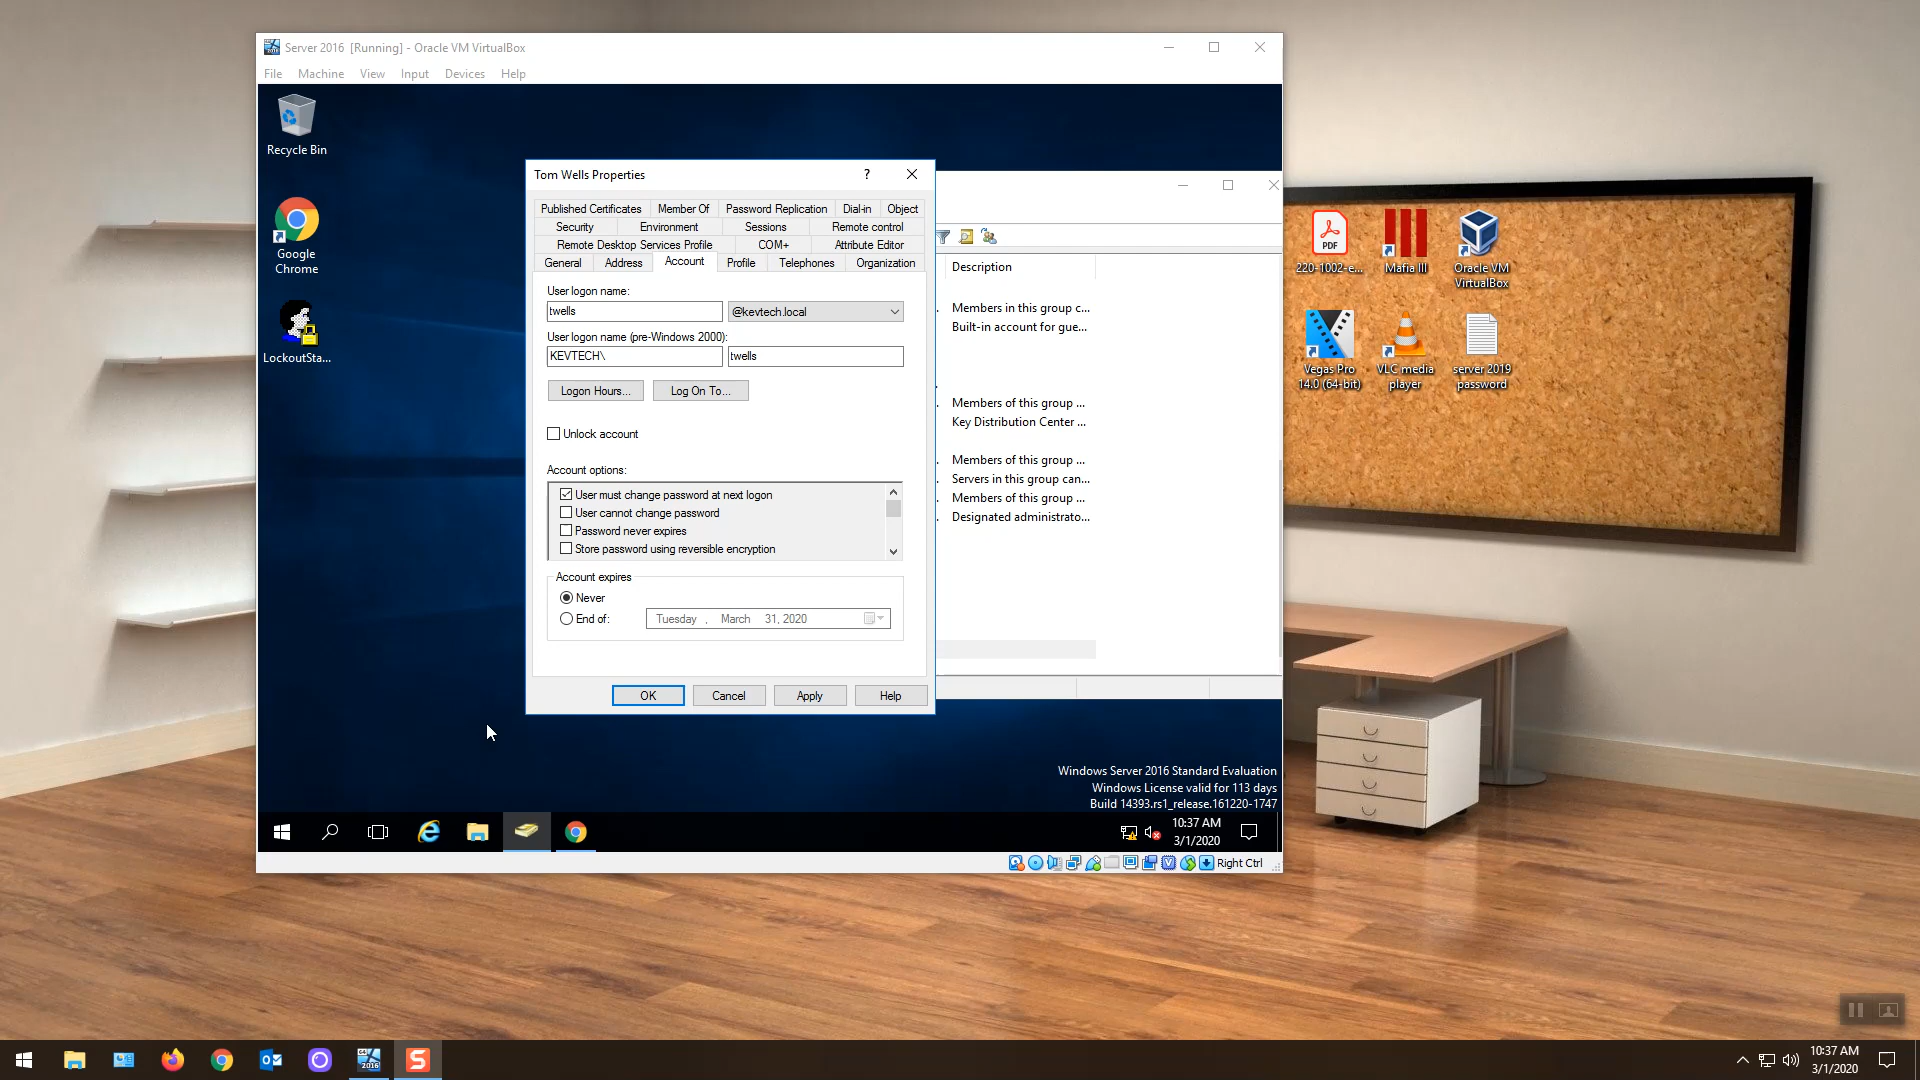 Server 2016 [Running] - Oracle VM VirtualBox
File Machine View Input Devices Help
Recycle Bin
Google
Chrome
LockoutSta...
Tom Wells Properties
?
Published Certificates Member Of Password Replication Dial-in Object
Security Environment Sessions Remote control
Remote Desktop Services Profile COM+ Attribute Editor
General Address Account Profile Telephones Organization
User logon name:
twells @kevtech.local
User logon name (pre-Windows 2000):
KEVTECH\ twells
Logon Hours... Log On To...
Unlock account
Account options:
User must change password at next logon
User cannot change password
Password never expires
Store password using reversible encryption
Account expires
Never
End of: Tuesday , March 31, 2020
OK Cancel Apply Help
Description
Members in this group c...
Built-in account for gue...
Members of this group ...
Key Distribution Center ...
Members of this group ...
Servers in this group can...
Members of this group ...
Designated administrato...
Windows Server 2016 Standard Evaluation
Windows License valid for 113 days
Build 14393.rs1_release.161220-1747
10:37 AM
3/1/2020
Right Ctrl
PDF
220-1002-e...
Mafia III
Oracle VM
VirtualBox
Vegas Pro
14.0 (64-bit)
VLC media
player
server 2019
password
2016
S
10:37 AM
3/1/2020